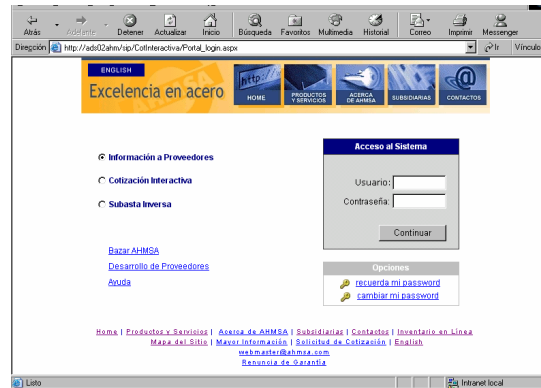 Atrás Adelante Detener Actualizar Inicio Búsqueda Favoritos Multimedia Historial Correo Imprimir Messenger
Dirección http://ads02ahm/sip/CotInteractiva/Portal_login.aspx Ir Vínculo
ENGLISH
Excelencia en acero
http://
HOME
PRODUCTOS
Y SERVICIOS
ACERCA
DE AHMSA
SUBSIDIARIAS
CONTACTOS
Información a Proveedores
Cotización Interactiva
Subasta Inversa
Bazar AHMSA
Desarrollo de Proveedores
Ayuda
Acceso al Sistema
Usuario:
Contraseña:
Continuar
Opciones
recuerda mi password
cambiar mi password
Home | Productos y Servicios | Acerca de AHMSA | Subsidiarias | Contactos | Inventario en Línea
Mapa del Sitio | Mayor Información | Solicitud de Cotización | English
webmaster@ahmsa.com
Renuncia de Garantía
Listo Intranet local